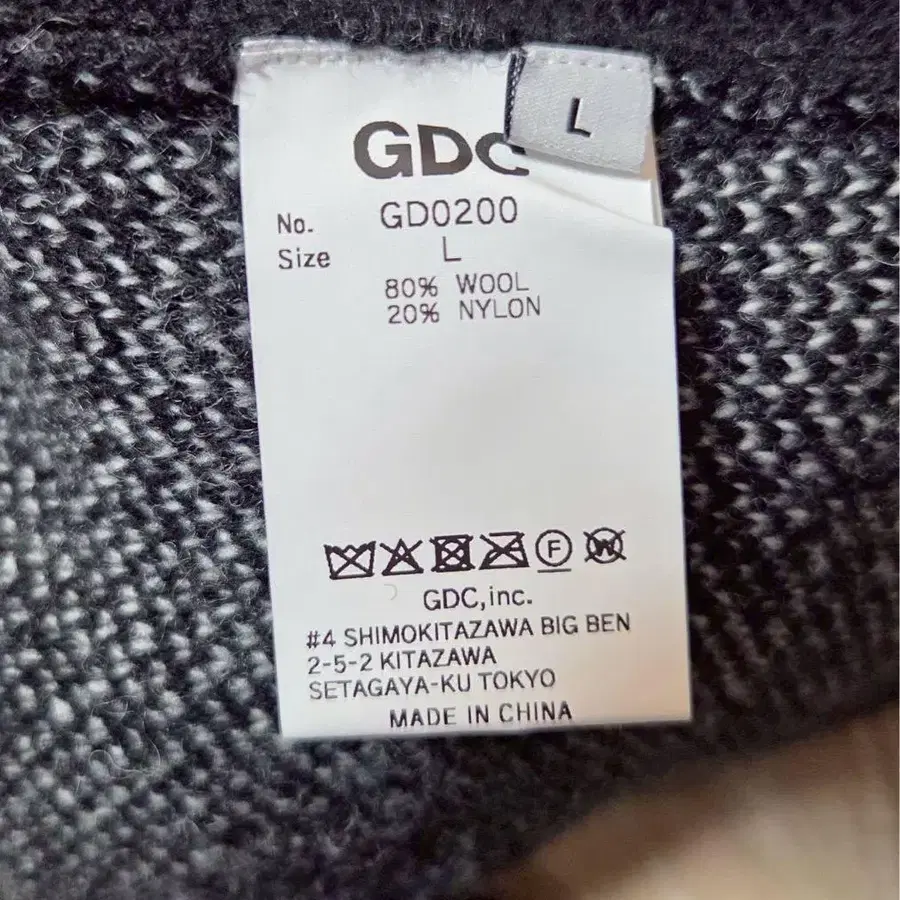 L
GDC
No. GD0200
Size L
80% WOOL
20% NYLON
F W
GDC,inc.
#4 SHIMOKITAZAWA BIG BEN
2-5-2 KITAZAWA
SETAGAYA-KU TOKYO
MADE IN CHINA